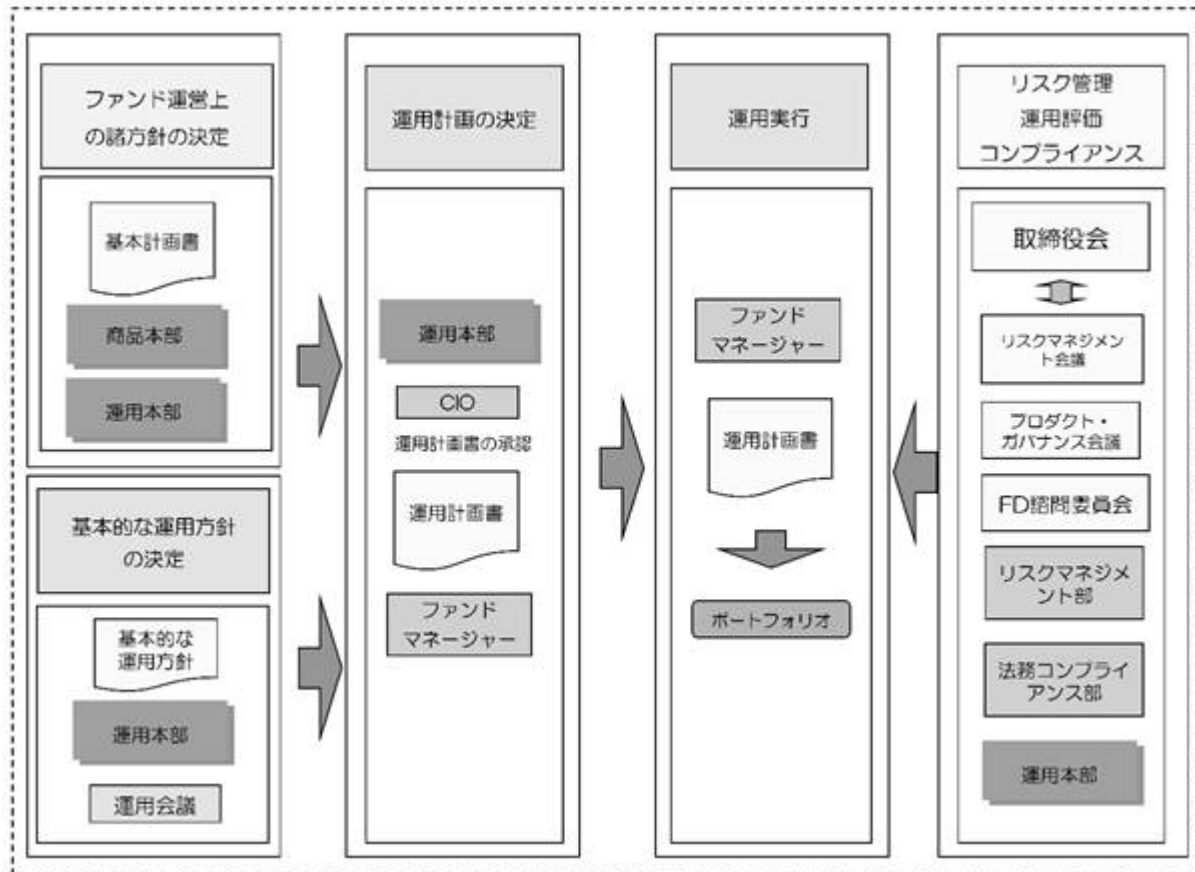 ファンド運営上
の諸方針の決定
基本計画書
商品本部
運用本部
基本的な運用方針
の決定
基本的な
運用方針
運用本部
運用会議
運用計画の決定
運用本部
CIO
運用計画書の承認
運用計画書
ファンド
マネージャー
運用実行
ファンド
マネージャー
運用計画書
ポートフォリオ
リスク管理
運用評価
コンプライアンス
取締役会
リスクマネジメン
ト会議
プロダクト・
ガバナンス会議
FD諮問委員会
リスクマネジメ
ント部
法務コンプライ
アンス部
運用本部